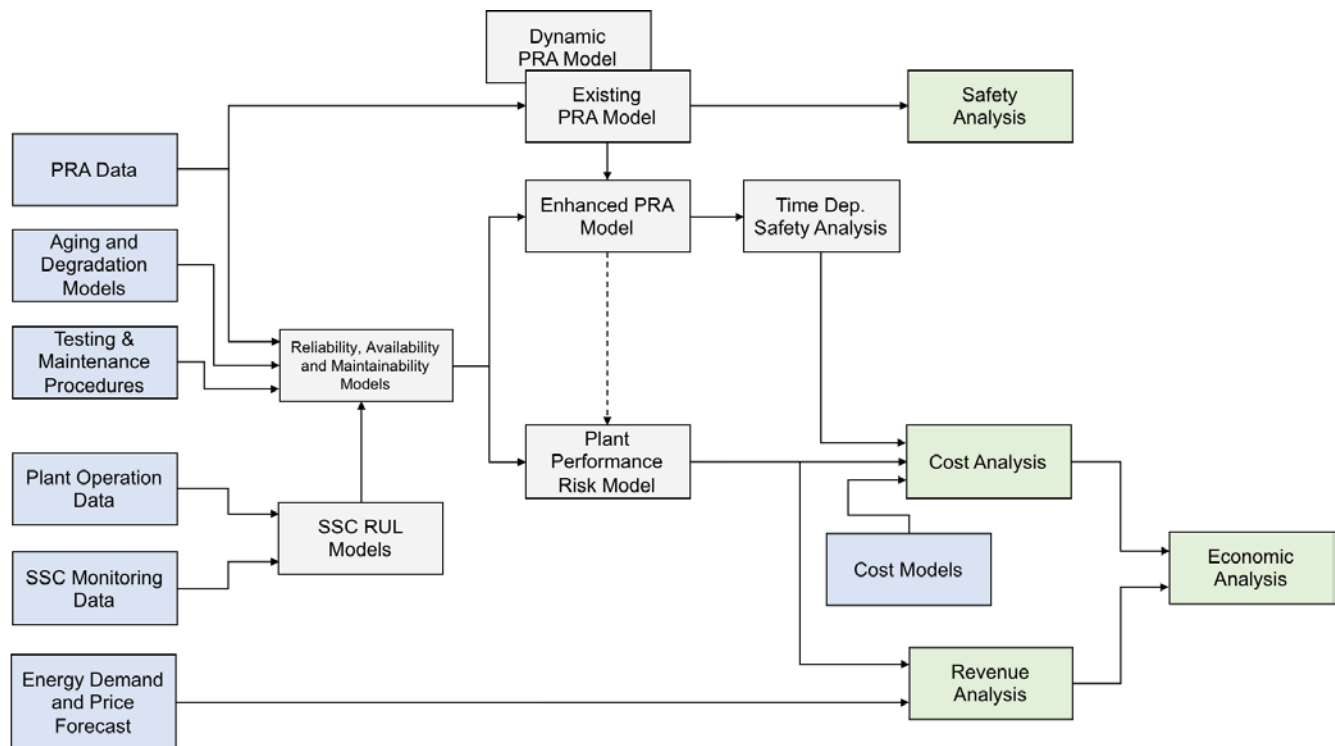 Dynamic
PRA Model
Existing
PRA Model
Safety
Analysis
PRA Data
Enhanced PRA
Model
Time Dep.
Safety Analysis
Aging and
Degradation
Models
Testing &
Maintenance
Procedures
Reliability, Availability
and Maintainability
Models
Plant
Performance
Risk Model
Cost Analysis
Plant Operation
Data
SSC RUL
Models
Cost Models
SSC Monitoring
Data
Economic
Analysis
Energy Demand
and Price
Forecast
Revenue
Analysis